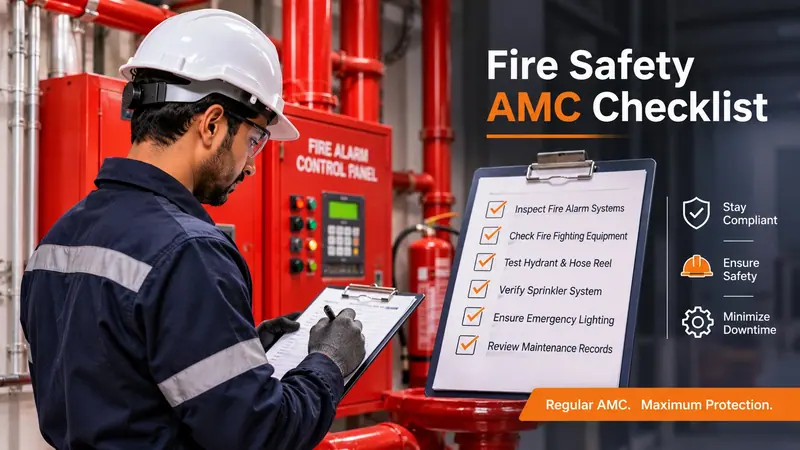 Fire Safety
AMC Checklist
FIRE ALARM
CONTROL PANEL
Inspect Fire Alarm Systems
Check Fire Fighting Equipment
Test Hydrant & Hose Reel
Verify Sprinkler System
Ensure Emergency Lighting
Review Maintenance Records
Stay
Compliant
Ensure
Safety
Minimize
Downtime
Regular AMC. Maximum Protection.